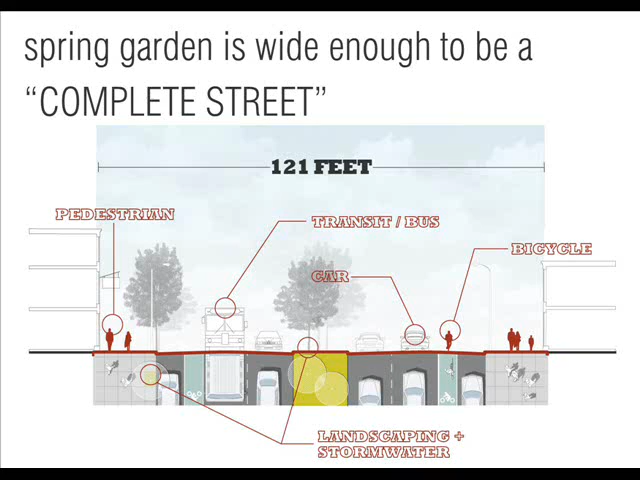 spring garden is wide enough to be a
“COMPLETE STREET”
121 FEET
PEDESTRIAN
TRANSIT / BUS
BICYCLE
CAR
LANDSCAPING +
STORMWATER